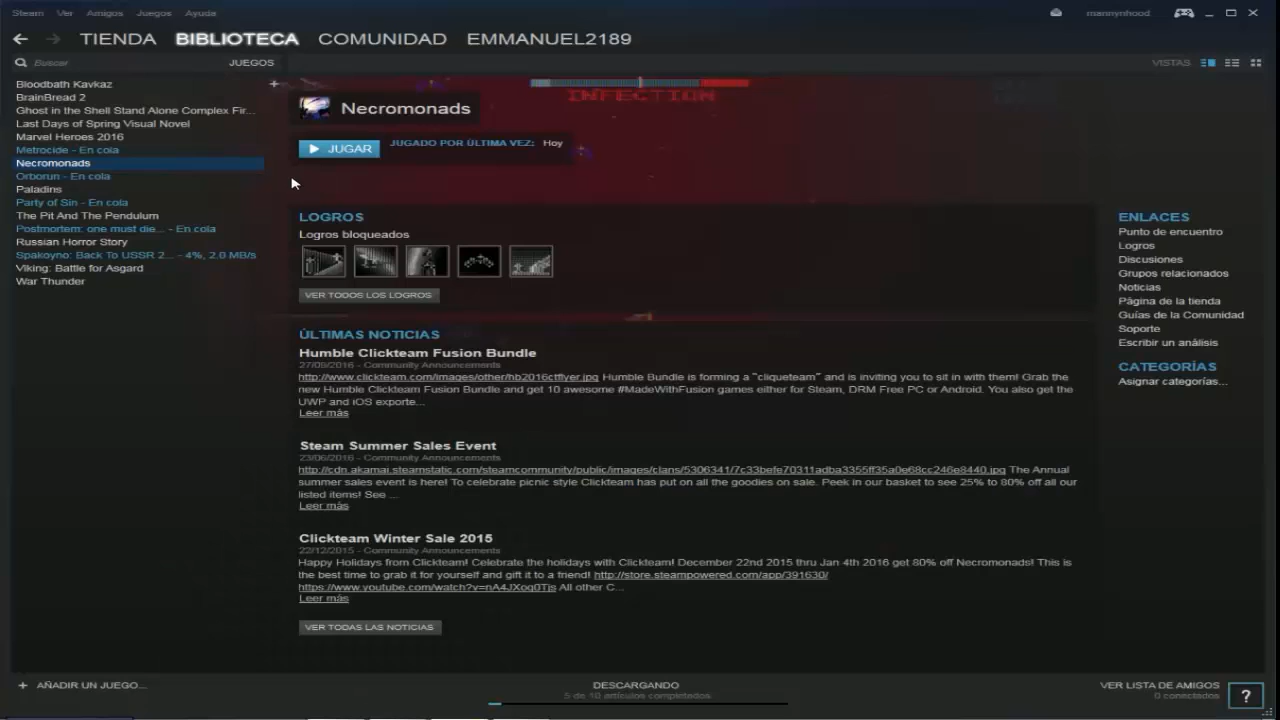 Steam Ver Amigos Juegos Ayuda
mannynhood
TIENDA BIBLIOTECA COMUNIDAD EMMANUEL2189
Buscar
JUEGOS
VISTAS
Bloodbath Kavkaz
BrainBread 2
Ghost in the Shell Stand Alone Complex Fir...
Last Days of Spring Visual Novel
Marvel Heroes 2016
Metrocide - En cola
Necromonads
Orborun - En cola
Paladins
Party of Sin - En cola
The Pit And The Pendulum
Postmortem: one must die... - En cola
Russian Horror Story
Spakoyno: Back To USSR 2... - 4%, 2.0 MB/s
Viking: Battle for Asgard
War Thunder
+
INFECTION
Necromonads
JUGAR
JUGADO POR ÚLTIMA VEZ: Hoy
LOGROS
Logros bloqueados
VER TODOS LOS LOGROS
ÚLTIMAS NOTICIAS
Humble Clickteam Fusion Bundle
27/09/2016 - Community Announcements
http://www.clickteam.com/images/other/hb2016ctflyer.jpg Humble Bundle is forming a "cliqueteam" and is inviting you to sit in with them! Grab the
new Humble Clickteam Fusion Bundle and get 10 awesome #MadeWithFusion games either for Steam, DRM Free PC or Android. You also get the
UWP and iOS exporte...
Leer más
Steam Summer Sales Event
23/06/2016 - Community Announcements
http://cdn.akamai.steamstatic.com/steamcommunity/public/images/clans/5306341/7c33befe70311adba3355ff35a0e68cc246e8440.jpg The Annual
summer sales event is here! To celebrate picnic style Clickteam has put on all the goodies on sale. Peek in our basket to see 25% to 80% off all our
listed items! See ...
Leer más
Clickteam Winter Sale 2015
22/12/2015 - Community Announcements
Happy Holidays from Clickteam! Celebrate the holidays with Clickteam! December 22nd 2015 thru Jan 4th 2016 get 80% off Necromonads! This is
the best time to grab it for yourself and gift it to a friend! http://store.steampowered.com/app/391630/
https://www.youtube.com/watch?v=nA4JXoq0Tjs All other C...
Leer más
VER TODAS LAS NOTICIAS
ENLACES
Punto de encuentro
Logros
Discusiones
Grupos relacionados
Noticias
Página de la tienda
Guías de la Comunidad
Soporte
Escribir un análisis
CATEGORÍAS
Asignar categorías...
+ AÑADIR UN JUEGO...
DESCARGANDO
5 de 10 artículos completados
VER LISTA DE AMIGOS
0 conectados
?